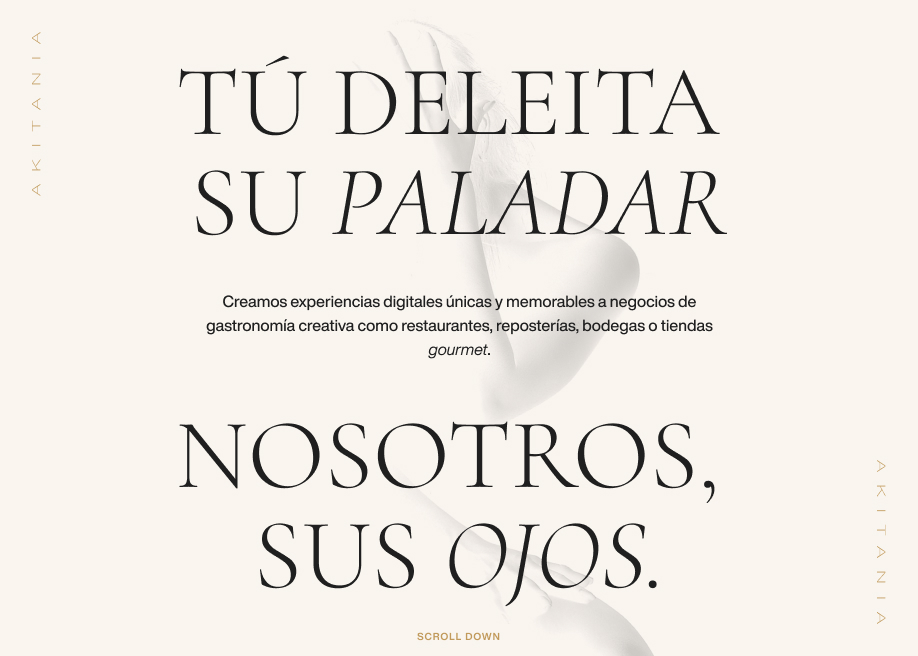 AKITANIA
TÚ DELEITA
SU PALADAR
Creamos experiencias digitales únicas y memorables a negocios de
gastronomía creativa como restaurantes, reposterías, bodegas o tiendas
gourmet.
NOSOTROS,
SUS OJOS.
AKITANIA
SCROLL DOWN